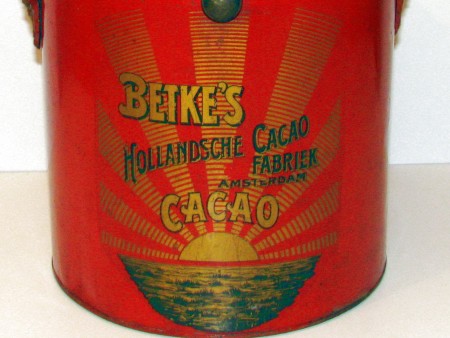 BETKE'S
HOLLANDSCHE CACAO
FABRIEK
AMSTERDAM
CACAO